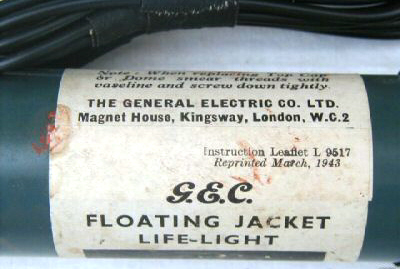 Note : When replacing Top Cap
or Dome smear threads with
vaseline and screw down tightly.
THE GENERAL ELECTRIC CO. LTD.
Magnet House, Kingsway, London, W.C.2
Instruction Leaflet L 9517
Reprinted March, 1943
G.E.C.
FLOATING JACKET
LIFE-LIGHT